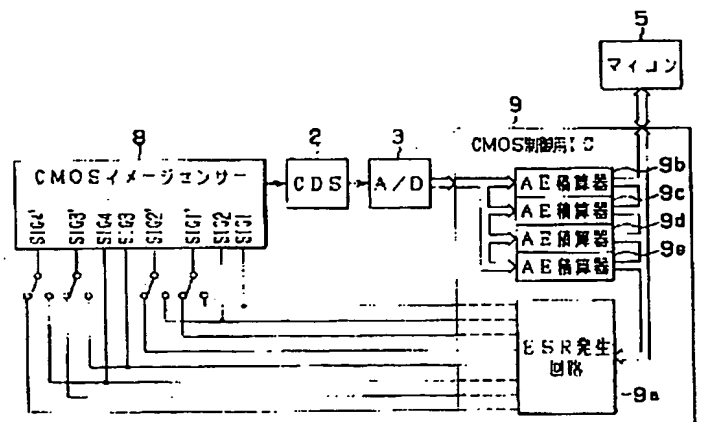 5
マイコン
9
CMOS制御用IC
8
CMOSイメージセンサー
2
CDS
3
A/D
AE積算器
9b
AE積算器
9c
AE積算器
9d
AE積算器
9e
SIG4' SIG3' SIG4 SIG3 SIG2' SIG1' SIG2 SIG1
ESR発生
回路
9a